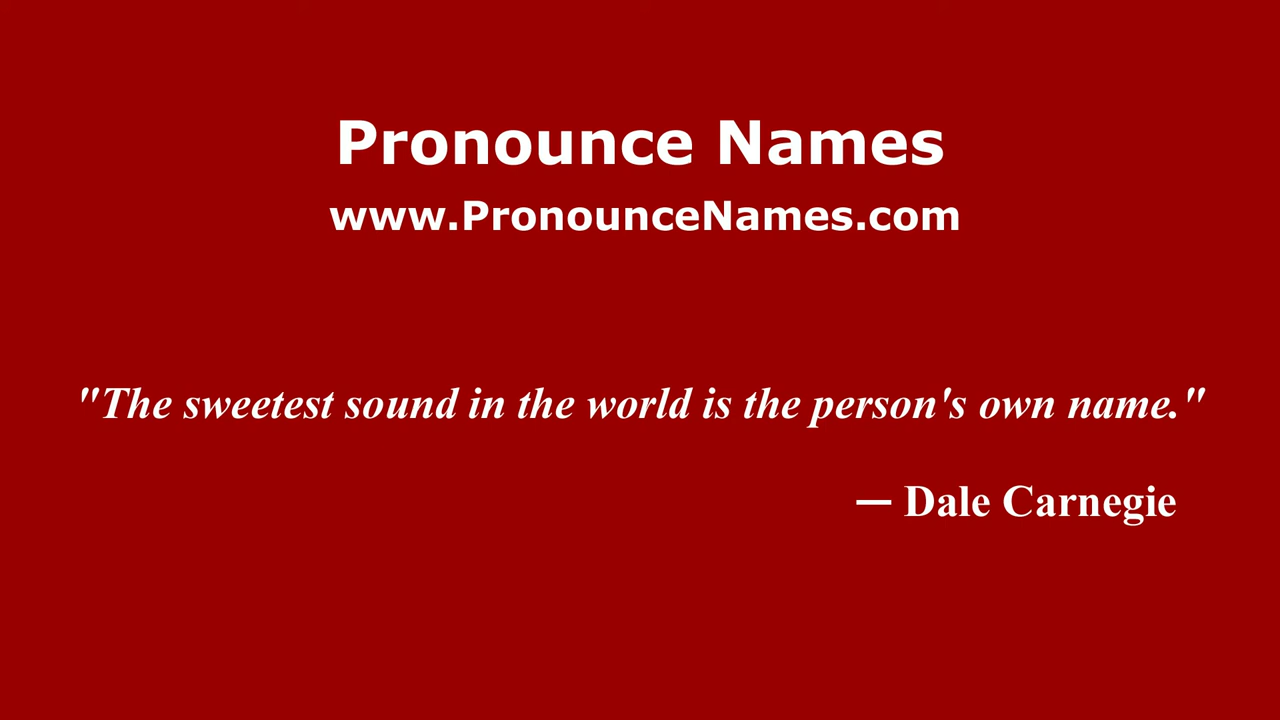 Pronounce Names
www.PronounceNames.com
"The sweetest sound in the world is the person's own name."
— Dale Carnegie